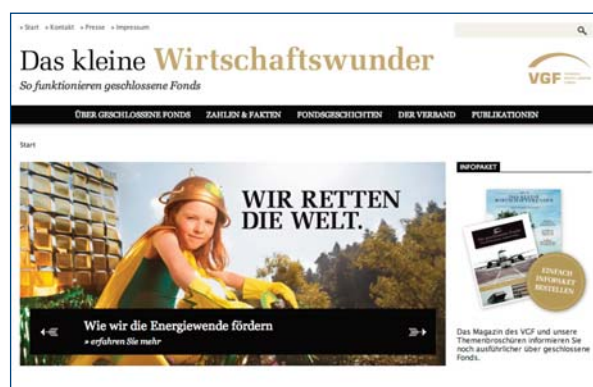 » Start » Kontakt » Presse » Impressum
Das kleine Wirtschaftswunder
So funktionieren geschlossene Fonds
VGF
ÜBER GESCHLOSSENE FONDS ZAHLEN & FAKTEN FONDSGESCHICHTEN DER VERBAND PUBLIKATIONEN
Start
INFOPAKET
WIR RETTEN
DIE WELT.
EINFACH
INFOPAKET
BESTELLEN
Wie wir die Energiewende fördern
» erfahren Sie mehr
Das Magazin des VGF und unsere
Themenbroschüren informieren Sie
noch ausführlicher über geschlossene
Fonds.